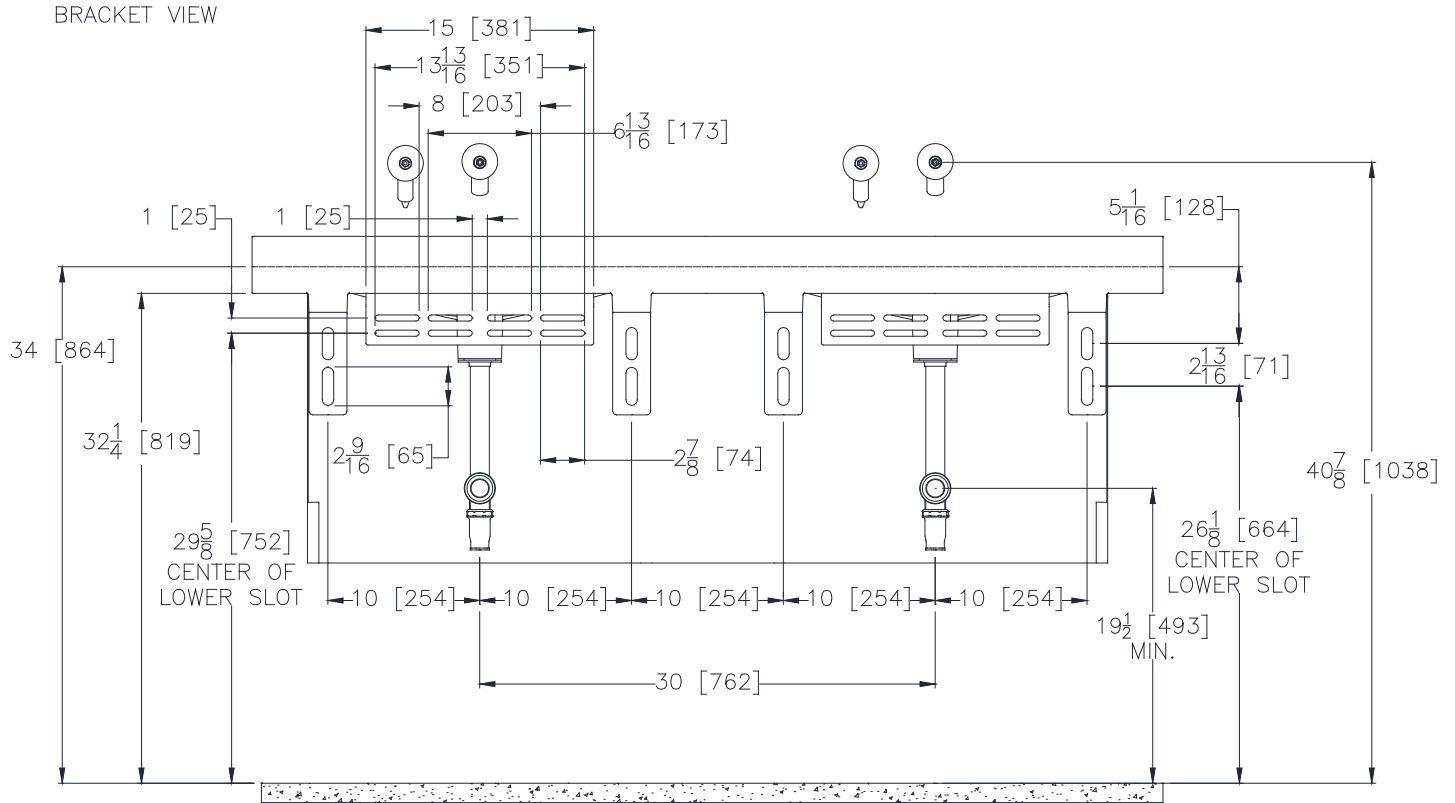 BRACKET VIEW
15 [381]
13 13/16 [351]
8 [203]
6 13/16 [173]
1 [25]
1 [25]
5 1/16 [128]
34 [864]
2 13/16 [71]
32 1/4 [819]
2 9/16 [65]
2 7/8 [74]
40 7/8 [1038]
29 5/8 [752]
CENTER OF
LOWER SLOT
26 1/8 [664]
CENTER OF
LOWER SLOT
10 [254]
10 [254]
10 [254]
10 [254]
10 [254]
19 1/2 [493]
MIN.
30 [762]